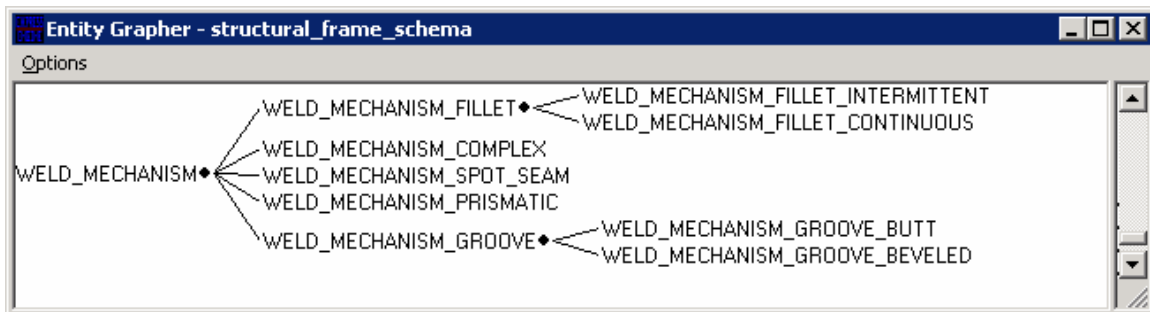 Entity Grapher - structural_frame_schema
Options
WELD_MECHANISM_FILLET_INTERMITTENT
WELD_MECHANISM_FILLET
WELD_MECHANISM_FILLET_CONTINUOUS
WELD_MECHANISM_COMPLEX
WELD_MECHANISM
WELD_MECHANISM_SPOT_SEAM
WELD_MECHANISM_PRISMATIC
WELD_MECHANISM_GROOVE_BUTT
WELD_MECHANISM_GROOVE
WELD_MECHANISM_GROOVE_BEVELED